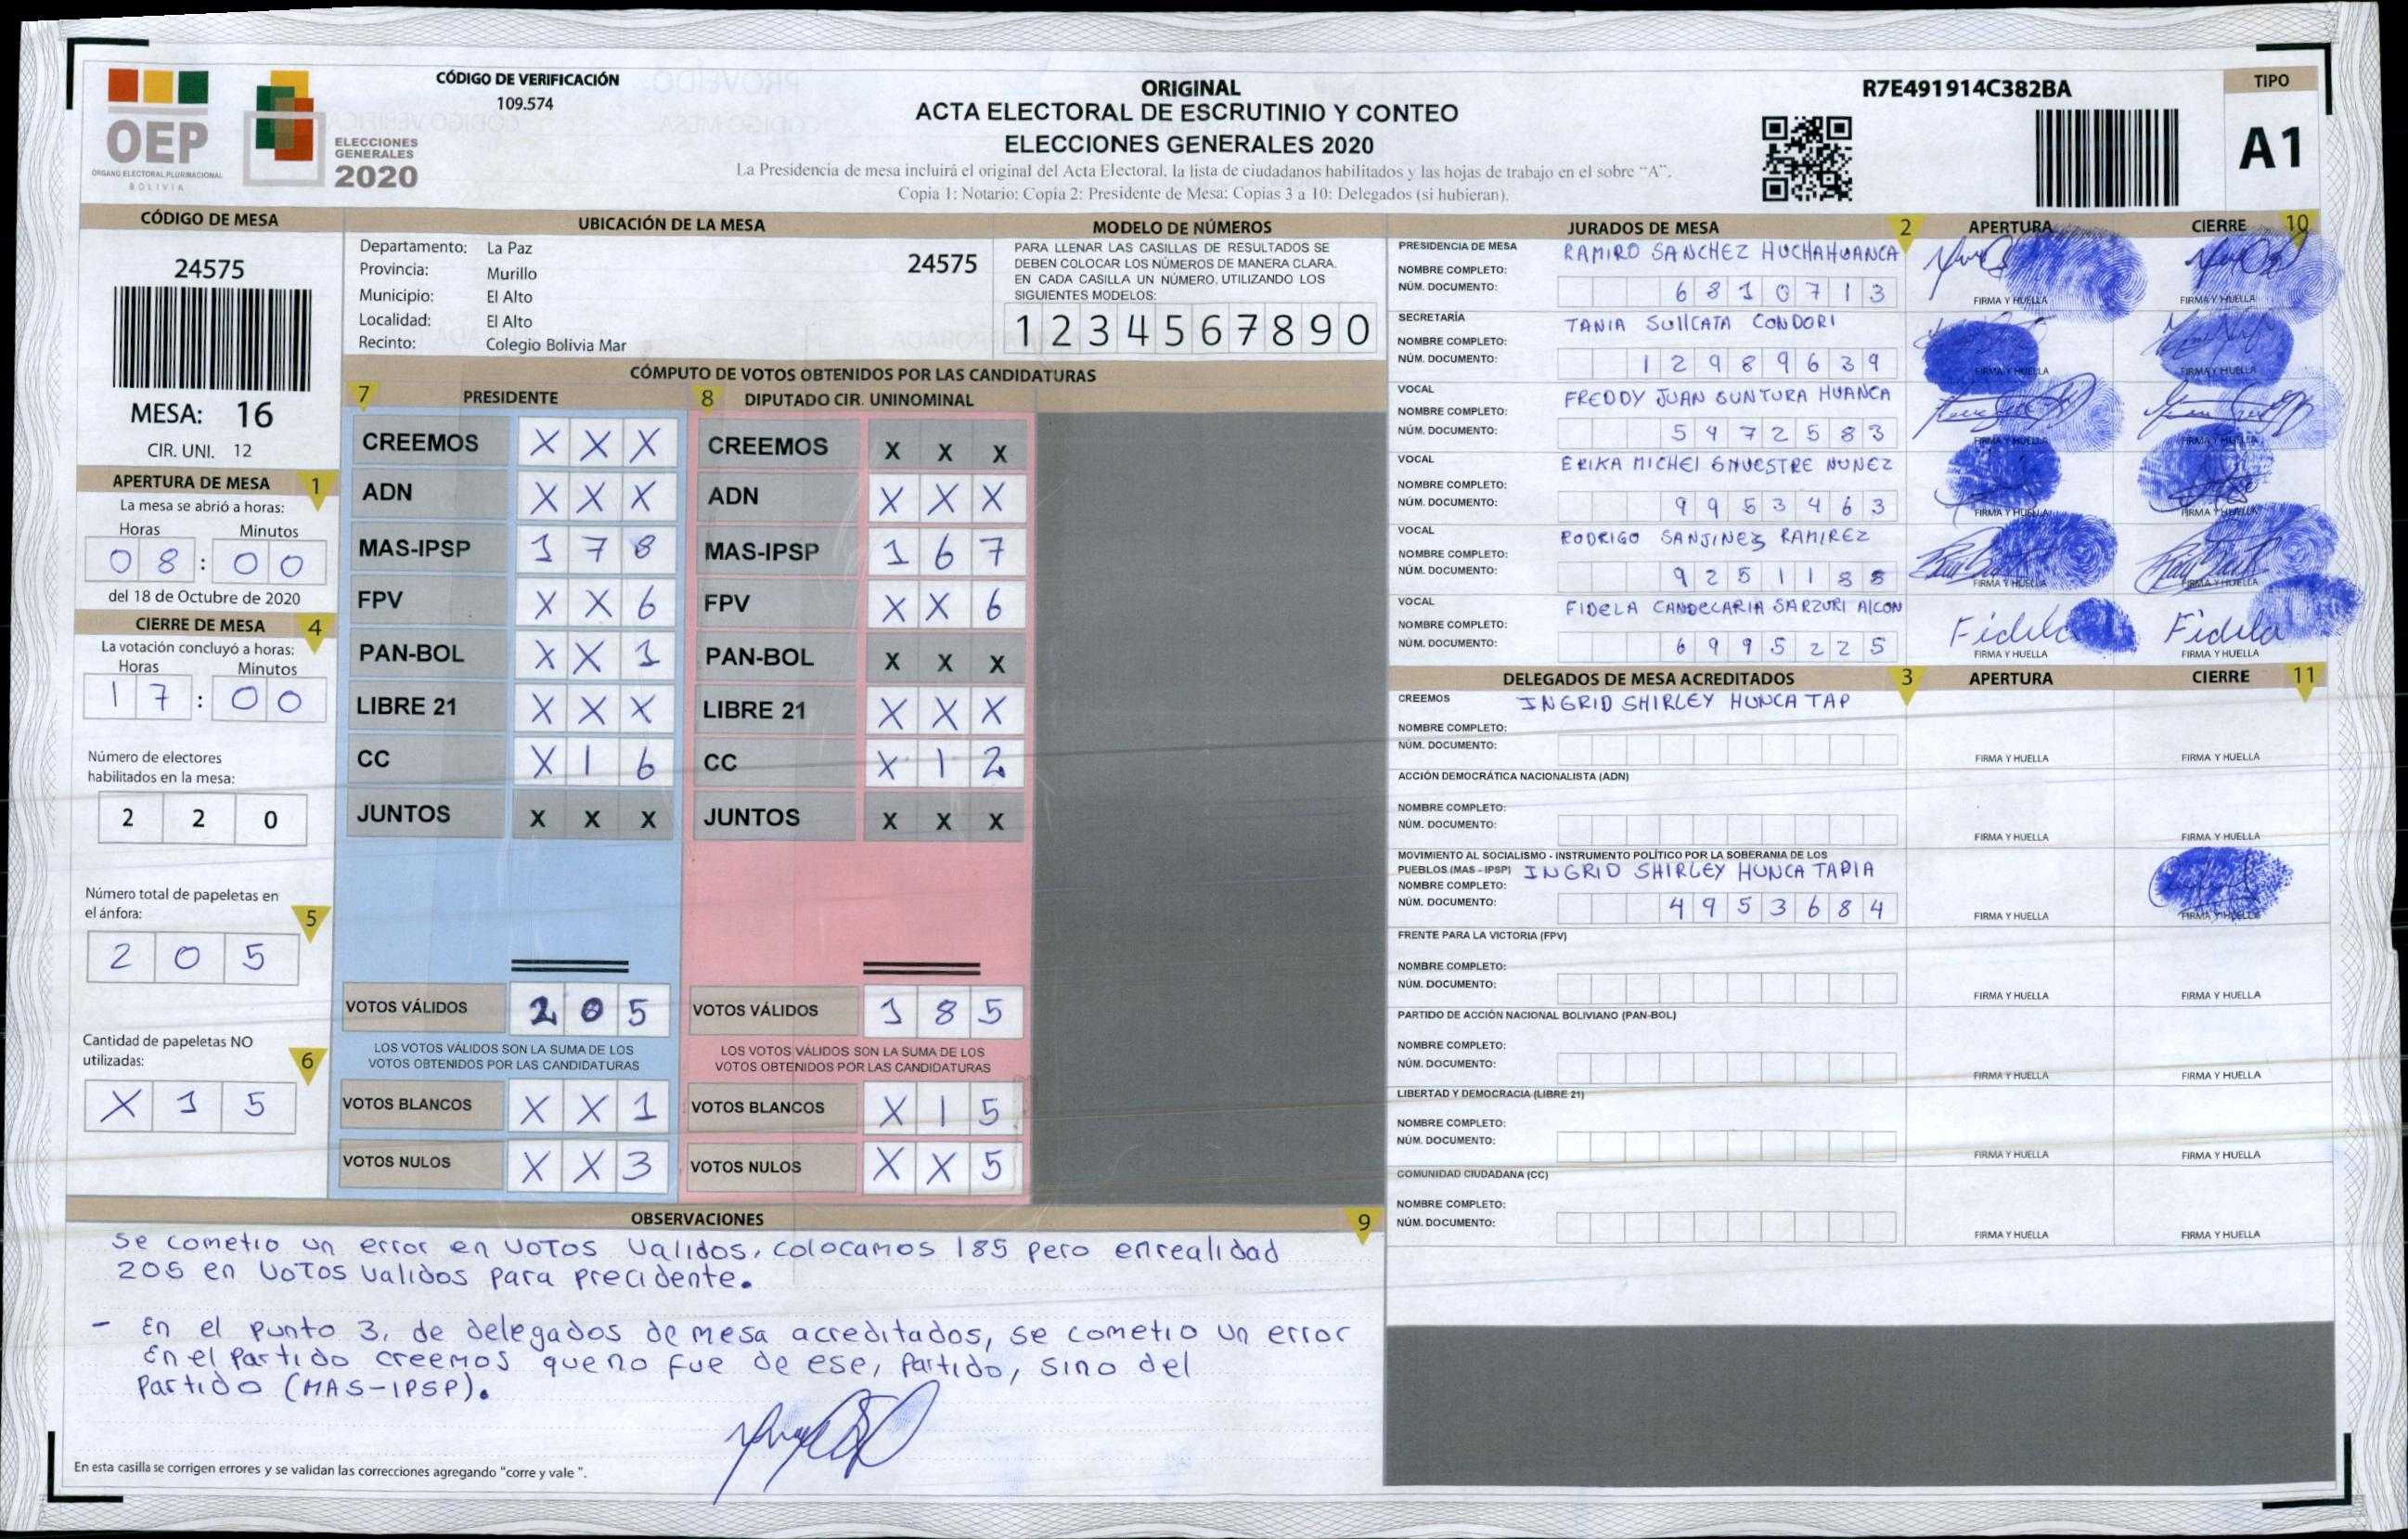 CÓDIGO DE VERIFICACIÓN
109.574
OEP
ÓRGANO ELECTORAL PLURINACIONAL
BOLIVIA
ELECCIONES
GENERALES
2020
ORIGINAL
ACTA ELECTORAL DE ESCRUTINIO Y CONTEO
ELECCIONES GENERALES 2020
La Presidencia de mesa incluirá el original del Acta Electoral, la lista de ciudadanos habilitados y las hojas de trabajo en el sobre "A".
Copia 1: Notario; Copia 2: Presidente de Mesa; Copias 3 a 10: Delegados (si hubieran).
R7E491914C382BA
TIPO
A1
CÓDIGO DE MESA
24575
MESA: 16
CIR. UNI. 12
UBICACIÓN DE LA MESA
Departamento: La Paz
Provincia: Murillo
Municipio: El Alto
Localidad: El Alto
Recinto: Colegio Bolivia Mar
24575
MODELO DE NÚMEROS
PARA LLENAR LAS CASILLAS DE RESULTADOS SE
DEBEN COLOCAR LOS NÚMEROS DE MANERA CLARA.
EN CADA CASILLA UN NÚMERO, UTILIZANDO LOS
SIGUIENTES MODELOS:
1 2 3 4 5 6 7 8 9 0
APERTURA DE MESA 1
La mesa se abrió a horas:
Horas Minutos
0 8 : 0 0
del 18 de Octubre de 2020
CIERRE DE MESA 4
La votación concluyó a horas:
Horas Minutos
1 7 : 0 0
Número de electores
habilitados en la mesa:
2 2 0
Número total de papeletas en
el ánfora: 5
2 0 5
Cantidad de papeletas NO
utilizadas: 6
X 1 5
CÓMPUTO DE VOTOS OBTENIDOS POR LAS CANDIDATURAS
7 PRESIDENTE
CREEMOS X X X
ADN X X X
MAS-IPSP 1 7 8
FPV X X 6
PAN-BOL X X 1
LIBRE 21 X X X
CC X 1 6
JUNTOS X X X
VOTOS VÁLIDOS 2 0 5
LOS VOTOS VÁLIDOS SON LA SUMA DE LOS
VOTOS OBTENIDOS POR LAS CANDIDATURAS
VOTOS BLANCOS X X 1
VOTOS NULOS X X 3
8 DIPUTADO CIR. UNINOMINAL
CREEMOS X X X
ADN X X X
MAS-IPSP 1 6 7
FPV X X 6
PAN-BOL X X X
LIBRE 21 X X X
CC X 1 2
JUNTOS X X X
VOTOS VÁLIDOS 1 8 5
LOS VOTOS VÁLIDOS SON LA SUMA DE LOS
VOTOS OBTENIDOS POR LAS CANDIDATURAS
VOTOS BLANCOS X 1 5
VOTOS NULOS X X 5
OBSERVACIONES 9
Se cometio un error en votos validos, colocamos 185 pero enrealidad
205 en votos validos para precidente.
- En el punto 3, de delegados de mesa acreditados, se cometio un error
En el partido creemos que no fue de ese, partido, sino del
partido (MAS-IPSP).
En esta casilla se corrigen errores y se validan las correcciones agregando "corre y vale ".
JURADOS DE MESA 2 APERTURA CIERRE 10
PRESIDENCIA DE MESA RAMIRO SANCHEZ HUCHAHUANCA
NOMBRE COMPLETO:
NÚM. DOCUMENTO: 6 8 1 0 7 1 3
FIRMA Y HUELLA FIRMA Y HUELLA
SECRETARÍA TANIA SUllCATA CONDORI
NOMBRE COMPLETO:
NÚM. DOCUMENTO: 1 2 9 8 9 6 3 9
FIRMA Y HUELLA FIRMA Y HUELLA
VOCAL FREDDY JUAN QUNTURA HUANCA
NOMBRE COMPLETO:
NÚM. DOCUMENTO: 5 4 7 2 5 8 3
FIRMA Y HUELLA FIRMA Y HUELLA
VOCAL ERIKA MICHEl NUNEZ
NOMBRE COMPLETO:
NÚM. DOCUMENTO: 9 9 5 3 4 6 3
FIRMA Y HUELLA FIRMA Y HUELLA
VOCAL RODRIGO SANJINEZ RAMIREZ
NOMBRE COMPLETO:
NÚM. DOCUMENTO: 9 2 5 1 1 8 8
FIRMA Y HUELLA FIRMA Y HUELLA
VOCAL FIDELA CANDELARIA SARZURI AlCON
NOMBRE COMPLETO:
NÚM. DOCUMENTO: 6 9 9 5 2 2 5
Fidela Fidela
FIRMA Y HUELLA FIRMA Y HUELLA
DELEGADOS DE MESA ACREDITADOS 3 APERTURA CIERRE 11
CREEMOS INGRID SHIRLEY HUNCA TAP
NOMBRE COMPLETO:
NÚM. DOCUMENTO:
FIRMA Y HUELLA FIRMA Y HUELLA
ACCIÓN DEMOCRÁTICA NACIONALISTA (ADN)
NOMBRE COMPLETO:
NÚM. DOCUMENTO:
FIRMA Y HUELLA FIRMA Y HUELLA
MOVIMIENTO AL SOCIALISMO - INSTRUMENTO POLÍTICO POR LA SOBERANIA DE LOS
PUEBLOS (MAS - IPSP) INGRID SHIRLEY HUNCA TAPIA
NOMBRE COMPLETO:
NÚM. DOCUMENTO: 4 9 5 3 6 8 4
FIRMA Y HUELLA FIRMA Y HUELLA
FRENTE PARA LA VICTORIA (FPV)
NOMBRE COMPLETO:
NÚM. DOCUMENTO:
FIRMA Y HUELLA FIRMA Y HUELLA
PARTIDO DE ACCIÓN NACIONAL BOLIVIANO (PAN-BOL)
NOMBRE COMPLETO:
NÚM. DOCUMENTO:
FIRMA Y HUELLA FIRMA Y HUELLA
LIBERTAD Y DEMOCRACIA (LIBRE 21)
NOMBRE COMPLETO:
NÚM. DOCUMENTO:
FIRMA Y HUELLA FIRMA Y HUELLA
COMUNIDAD CIUDADANA (CC)
NOMBRE COMPLETO:
NÚM. DOCUMENTO:
FIRMA Y HUELLA FIRMA Y HUELLA